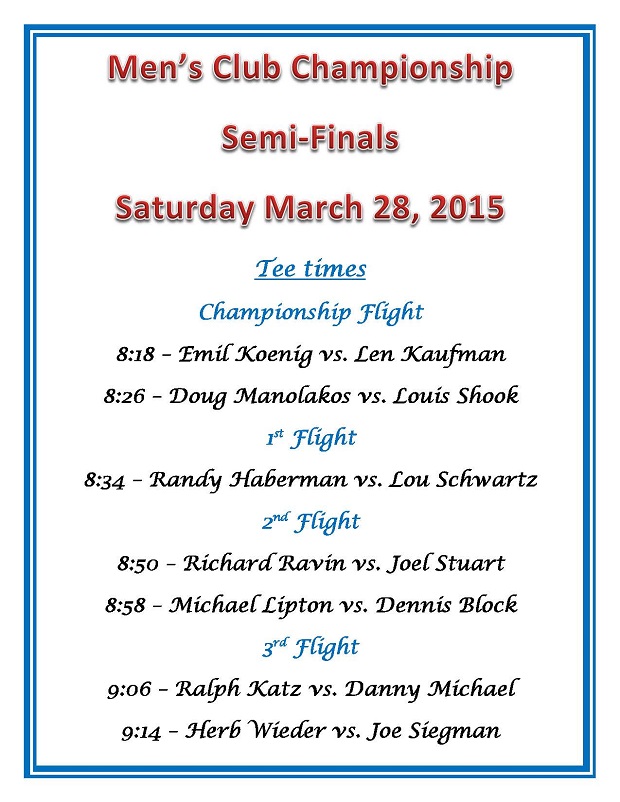 Men’s Club Championship
Semi-Finals
Saturday March 28, 2015
Tee times
Championship Flight
8:18 – Emil Koenig vs. Len Kaufman
8:26 – Doug Manolakos vs. Louis Shook
1st Flight
8:34 – Randy Haberman vs. Lou Schwartz
2nd Flight
8:50 – Richard Ravin vs. Joel Stuart
8:58 – Michael Lipton vs. Dennis Block
3rd Flight
9:06 – Ralph Katz vs. Danny Michael
9:14 – Herb Wieder vs. Joe Siegman